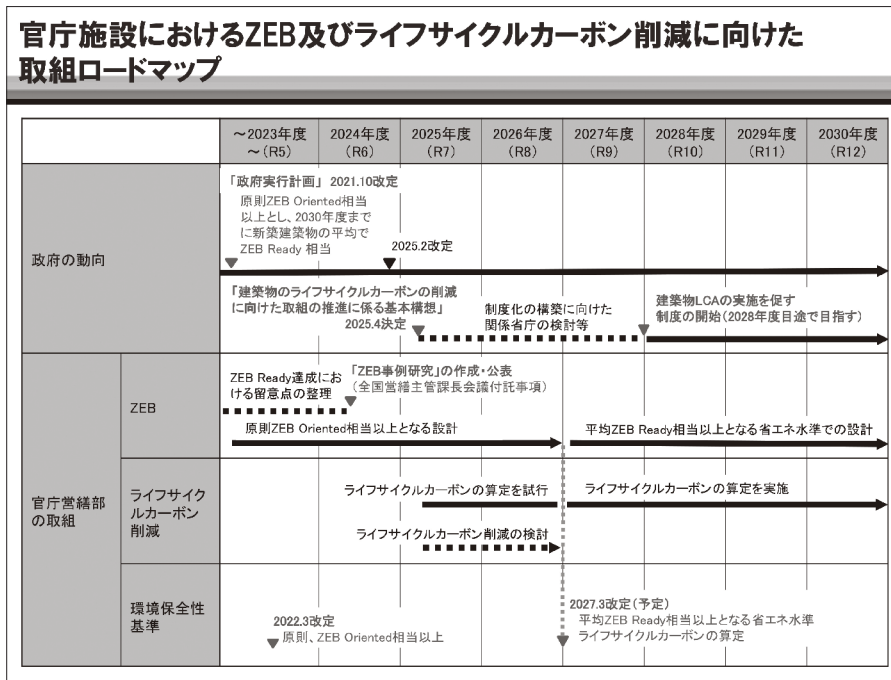 官庁施設におけるZEB及びライフサイクルカーボン削減に向けた
取組ロードマップ
～2023年度
～(R5)
2024年度
(R6)
2025年度
(R7)
2026年度
(R8)
2027年度
(R9)
2028年度
(R10)
2029年度
(R11)
2030年度
(R12)
政府の動向
「政府実行計画」 2021.10改定
原則ZEB Oriented相当
以上とし、2030年度まで
に新築建築物の平均で
ZEB Ready 相当
2025.2改定
「建築物のライフサイクルカーボンの削減
に向けた取組の推進に係る基本構想」
2025.4決定
制度化の構築に向けた
関係省庁の検討等
建築物LCAの実施を促す
制度の開始(2028年度目途で目指す)
官庁営繕部
の取組
ZEB
ZEB Ready達成にお
ける留意点の整理
「ZEB事例研究」の作成・公表
(全国営繕主管課長会議付託事項)
原則ZEB Oriented相当以上となる設計
平均ZEB Ready相当以上となる省エネ水準での設計
ライフサイク
ルカーボン
削減
ライフサイクルカーボンの算定を試行
ライフサイクルカーボンの算定を実施
ライフサイクルカーボン削減の検討
環境保全性
基準
2022.3改定
原則、ZEB Oriented相当以上
2027.3改定(予定)
平均ZEB Ready相当以上となる省エネ水準
ライフサイクルカーボンの算定